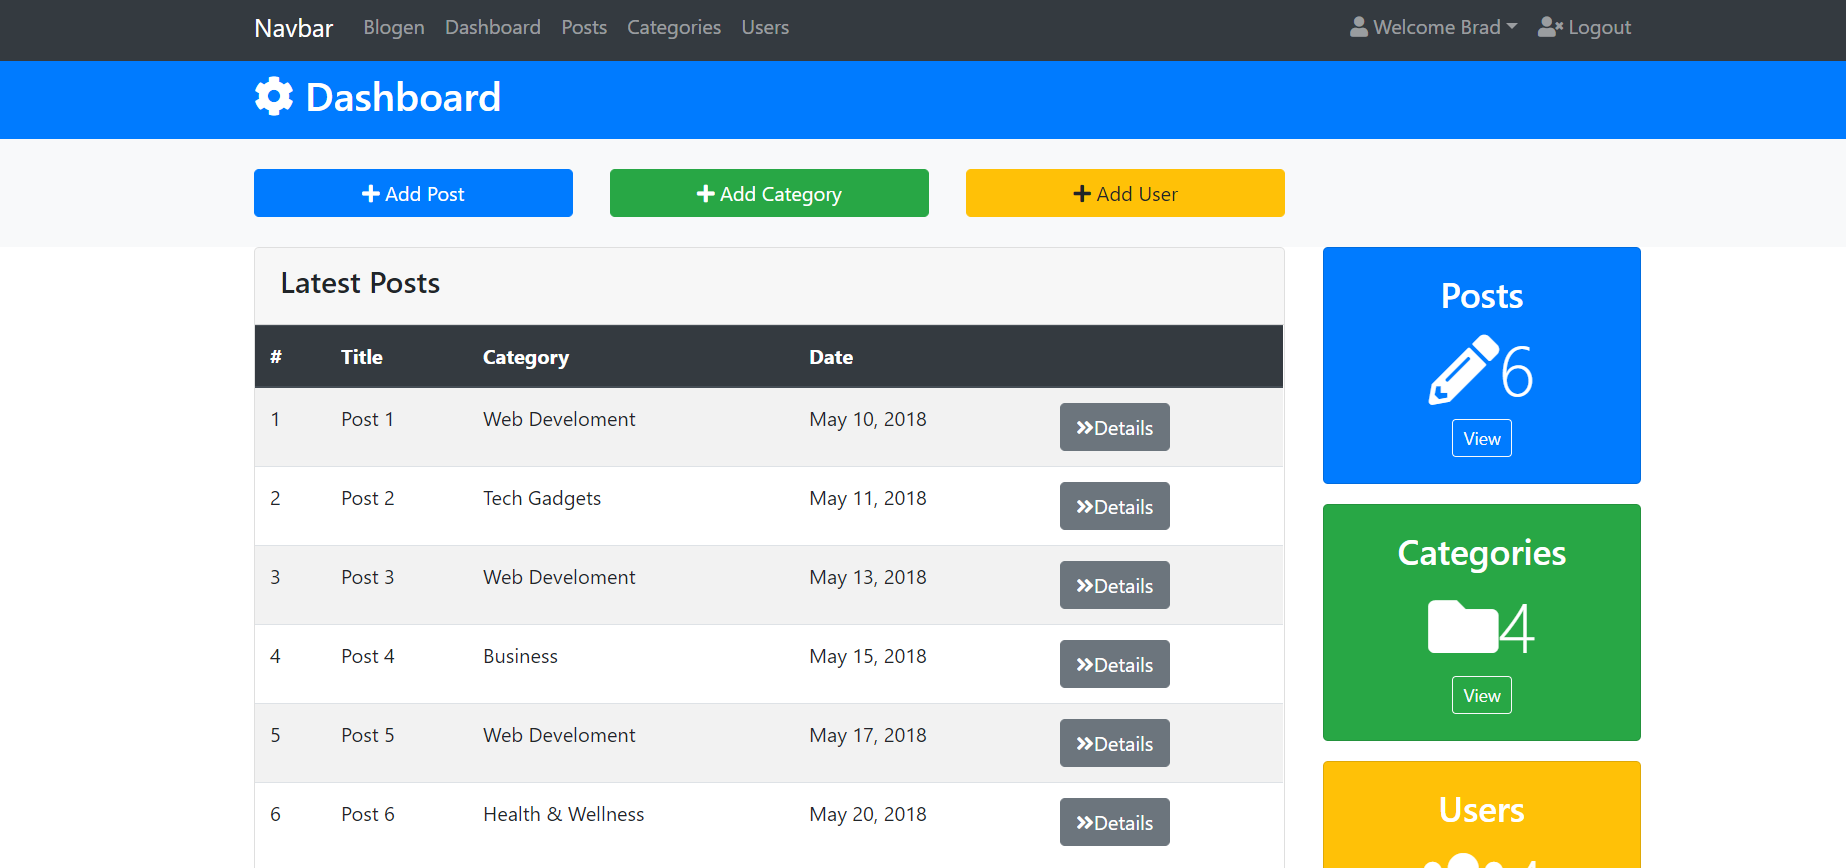 Navbar Blogen Dashboard Posts Categories Users Welcome Brad Logout
Dashboard
Add Post Add Category Add User
Latest Posts
# Title Category Date
1 Post 1 Web Develoment May 10, 2018 Details
2 Post 2 Tech Gadgets May 11, 2018 Details
3 Post 3 Web Develoment May 13, 2018 Details
4 Post 4 Business May 15, 2018 Details
5 Post 5 Web Develoment May 17, 2018 Details
6 Post 6 Health & Wellness May 20, 2018 Details
Posts
6
View
Categories
4
View
Users